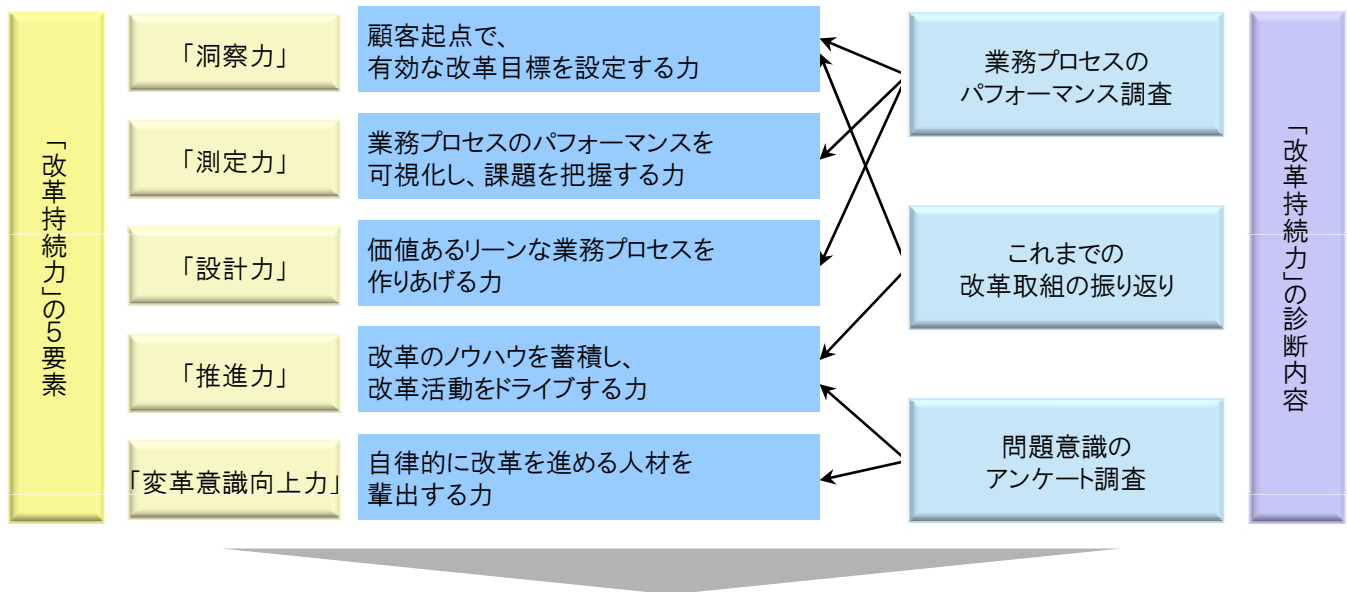 「改革持続力」の５要素
「洞察力」
顧客起点で、
有効な改革目標を設定する力
「測定力」
業務プロセスのパフォーマンスを
可視化し、課題を把握する力
「設計力」
価値あるリーンな業務プロセスを
作りあげる力
「推進力」
改革のノウハウを蓄積し、
改革活動をドライブする力
「変革意識向上力」
自律的に改革を進める人材を
輩出する力
業務プロセスの
パフォーマンス調査
これまでの
改革取組の振り返り
問題意識の
アンケート調査
「改革持続力」の診断内容